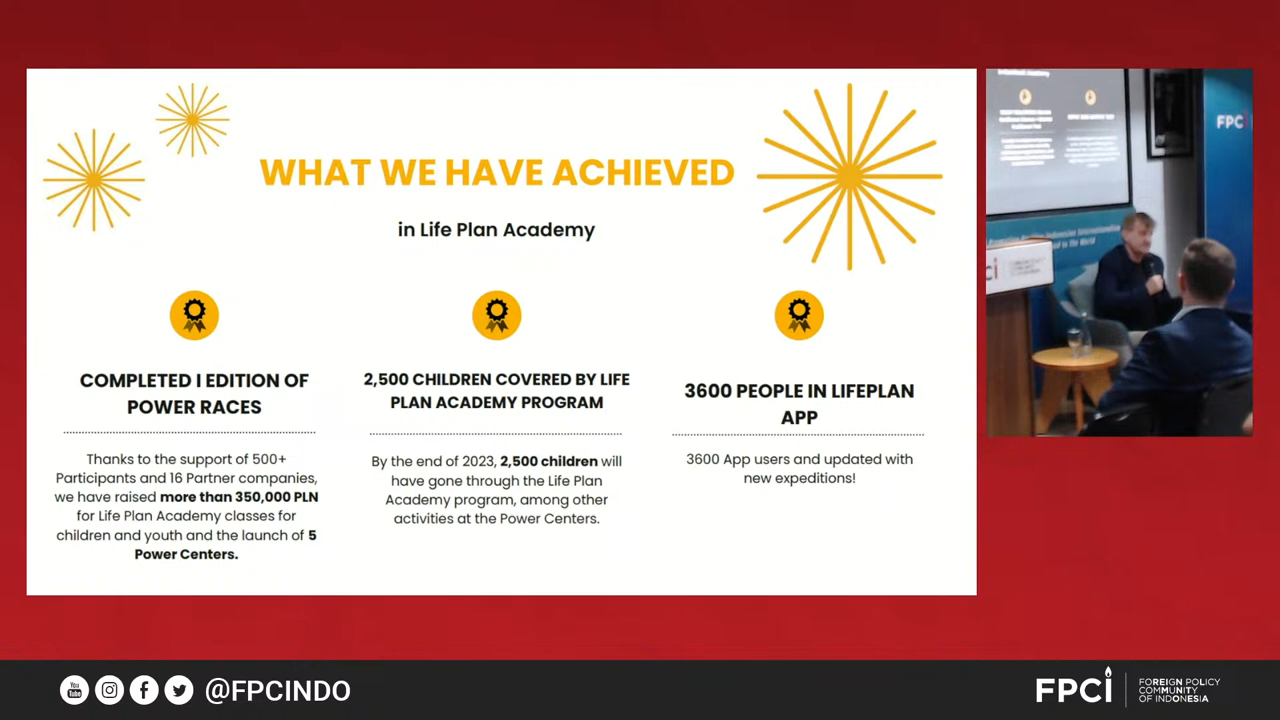 WHAT WE HAVE ACHIEVED
in Life Plan Academy
COMPLETED I EDITION OF
POWER RACES
Thanks to the support of 500+
Participants and 16 Partner companies,
we have raised more than 350,000 PLN
for Life Plan Academy classes for
children and youth and the launch of 5
Power Centers.
2,500 CHILDREN COVERED BY LIFE
PLAN ACADEMY PROGRAM
By the end of 2023, 2,500 children will
have gone through the Life Plan
Academy program, among other
activities at the Power Centers.
3600 PEOPLE IN LIFEPLAN
APP
3600 App users and updated with
new expeditions!
FPCI
You
Tube
@FPCINDO
FPCI
FOREIGN POLICY
COMMUNITY
OF INDONESIA